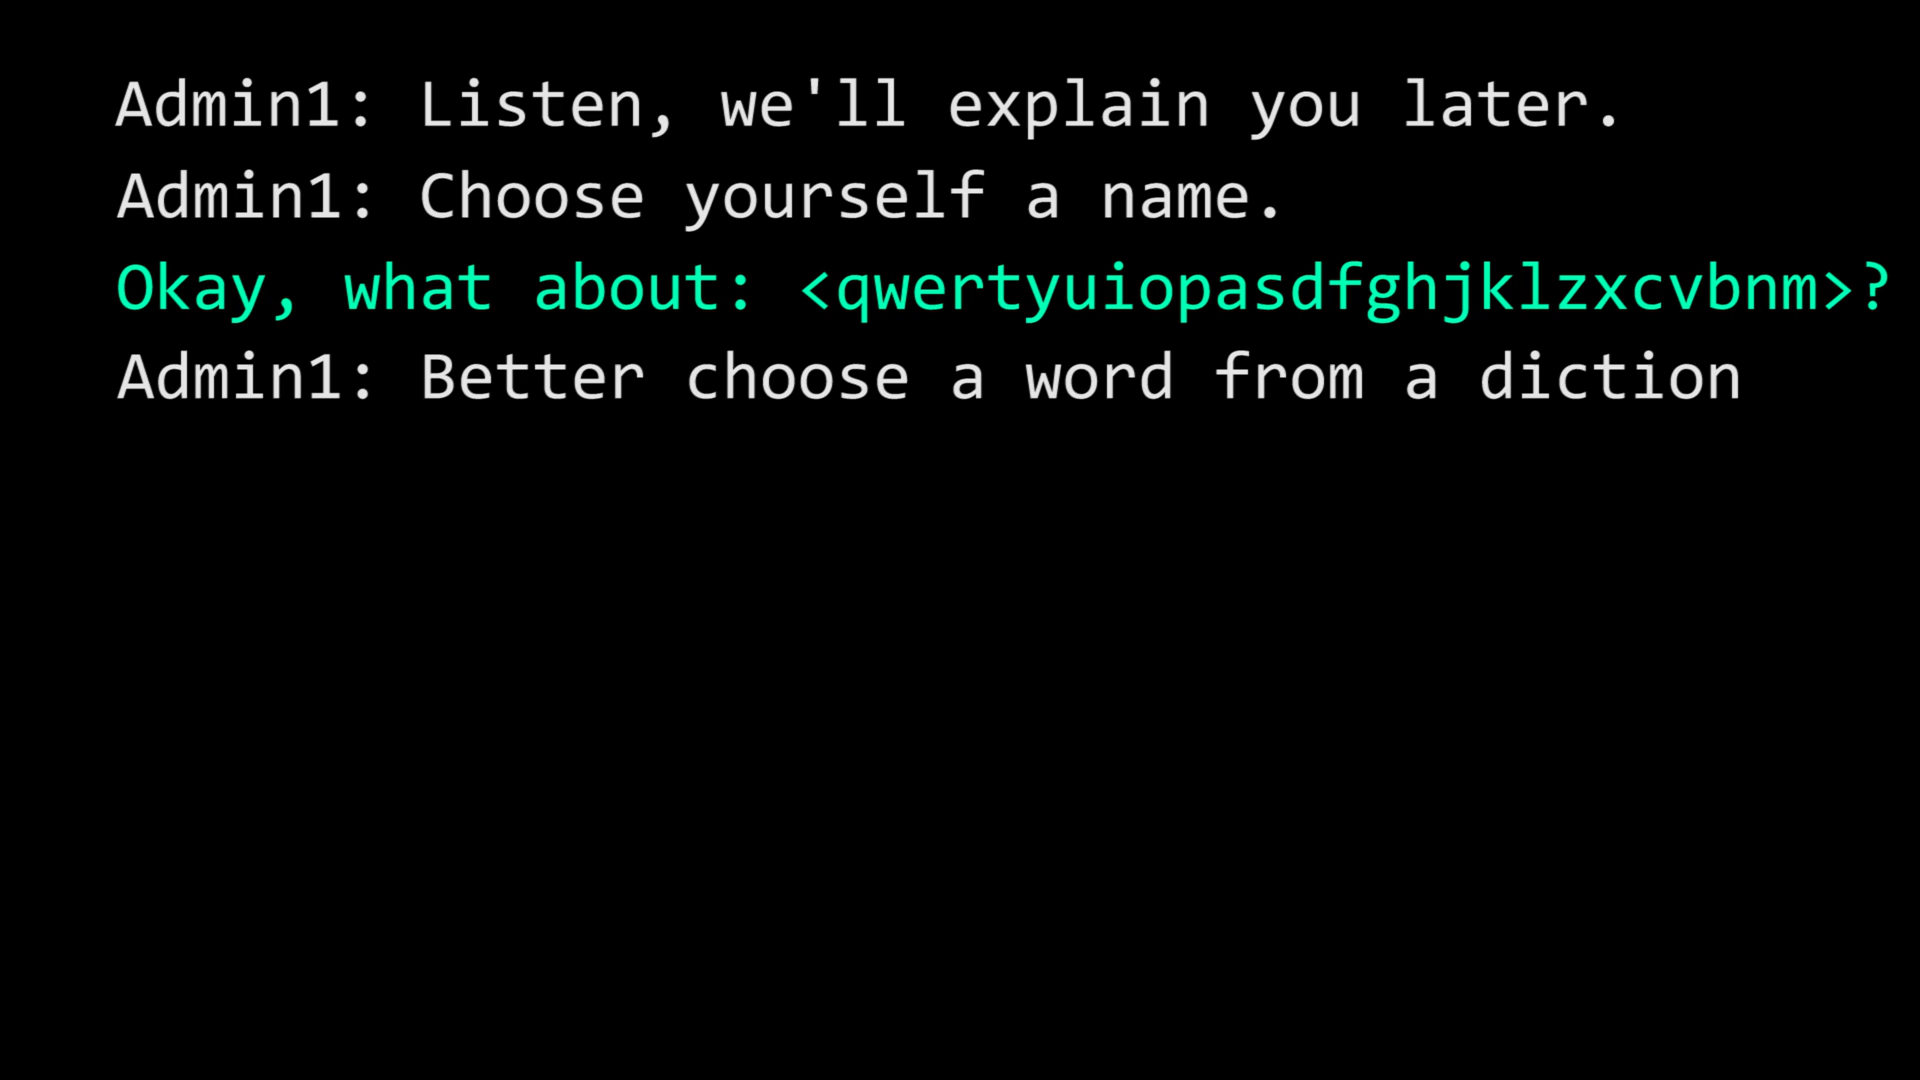 Admin1: Listen, we'll explain you later.
Admin1: Choose yourself a name.
Okay, what about: <qwertyuiopasdfghjklzxcvbnm>?
Admin1: Better choose a word from a diction